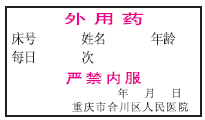 外用药
床号 姓名 年龄
每日 次
严禁内服
年 月 日
重庆市合川区人民医院